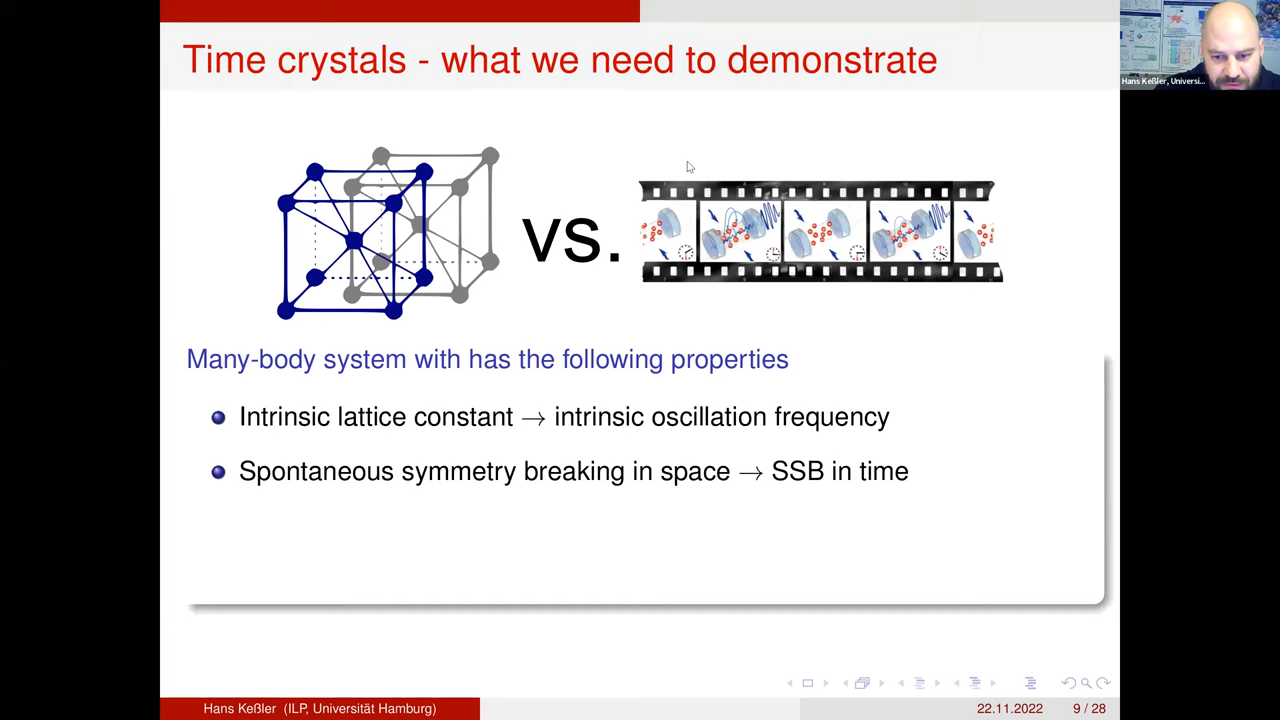 Time crystals - what we need to demonstrate
Hans Keßler, Universi...
vs.
Many-body system with has the following properties
Intrinsic lattice constant → intrinsic oscillation frequency
Spontaneous symmetry breaking in space → SSB in time
Hans Keßler (ILP, Universität Hamburg)
22.11.2022
9 / 28